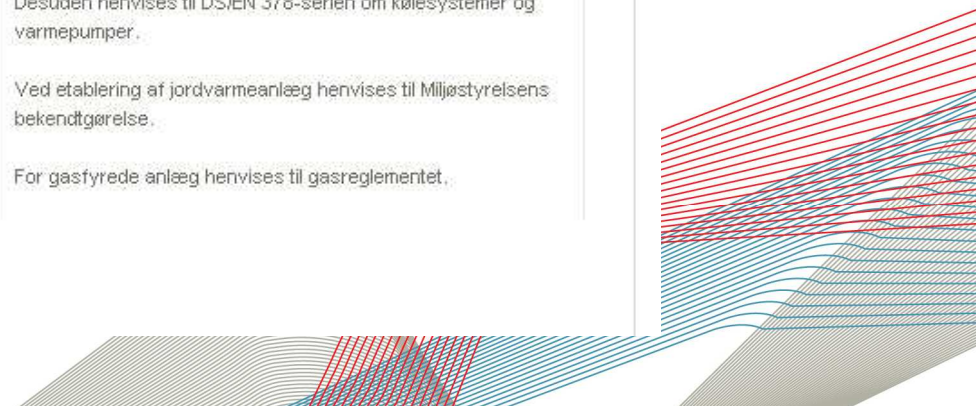 Desuden henvises til DS/EN 378-serien om kølesystemer og
varmepumper.
Ved etablering af jordvarmeanlæg henvises til Miljøstyrelsens
bekendtgørelse.
For gasfyrede anlæg henvises til gasreglementet.